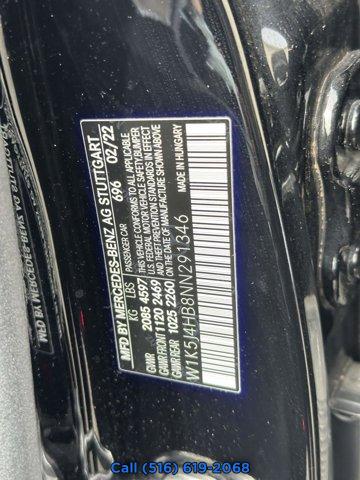 MFD BY MERCEDES-BENZ AG STUTTGART
696 02/22
PASSENGER CAR
KG LBS
GVWR 2085 4597
GAWR FRONT 1120 2469
GAWR REAR 1025 2260
THIS VEHICLE CONFORMS TO ALL APPLICABLE
U.S. FEDERAL MOTOR VEHICLE SAFETY, BUMPER
AND THEFT PREVENTION STANDARDS IN EFFECT
ON THE DATE OF MANUFACTURE SHOWN ABOVE
MADE IN HUNGARY
W1K5J4HB8NN291346
Call (516) 619-2068